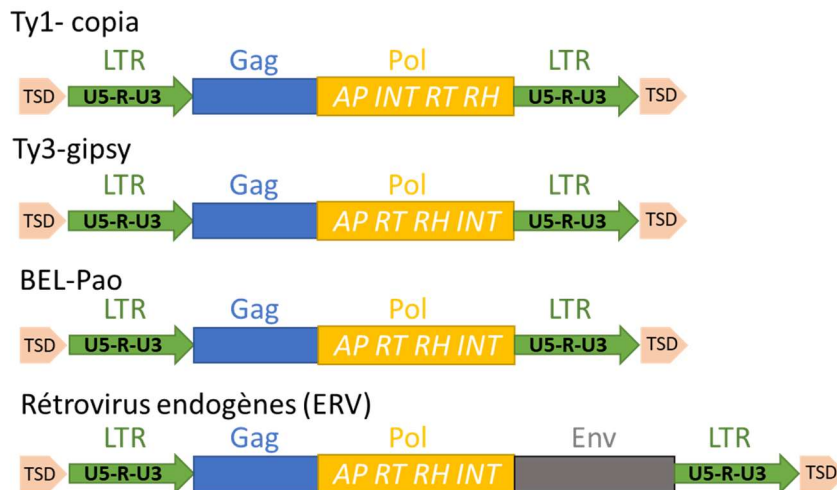 Ty1- copia
LTR Gag Pol LTR
TSD U5-R-U3 AP INT RT RH U5-R-U3 TSD
Ty3-gipsy
LTR Gag Pol LTR
TSD U5-R-U3 AP RT RH INT U5-R-U3 TSD
BEL-Pao
LTR Gag Pol LTR
TSD U5-R-U3 AP RT RH INT U5-R-U3 TSD
Rétrovirus endogènes (ERV)
LTR Gag Pol Env LTR
TSD U5-R-U3 AP RT RH INT U5-R-U3 TSD